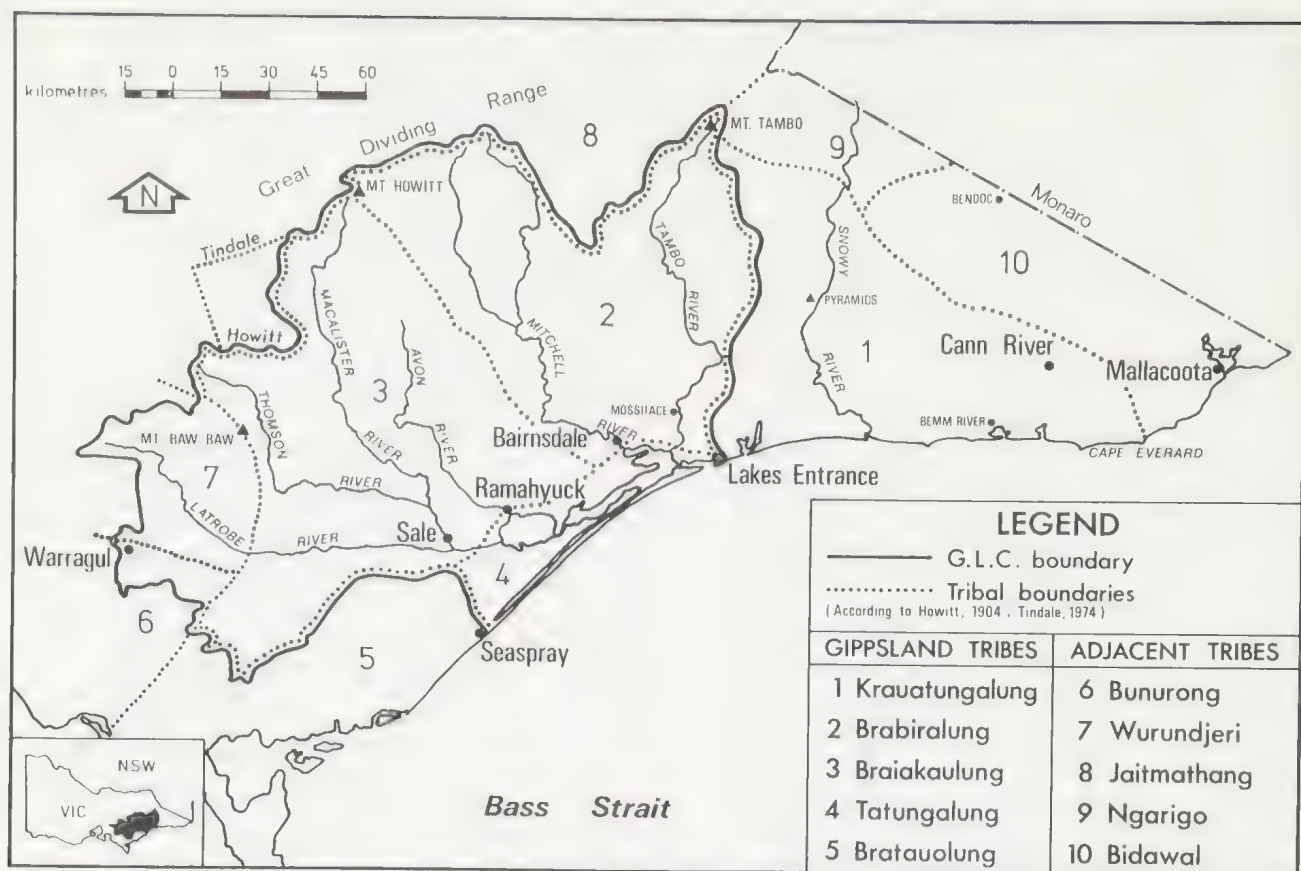 15 0 15 30 45 60
kilometres
Great Dividing Range
8
MT. TAMBO
9
MT HOWITT
N
Tindale
BENDOC
Monaro
SNOWY
TAMBO
10
RIVER
PYRAMIDS
2
MACALISTER
MITCHELL
Howitt
1
AVON
Cann River
3
RIVER
Mallacoota
THOMSON
MOSSIFACE
MT BAW BAW
RIVER
BEMM RIVER
Bairnsdale
RIVER
RIVER
CAPE EVERARD
7
Lakes Entrance
RIVER
Ramahyuck
LATROBE
RIVER
Sale
Warragul
4
6
5
Seaspray
NSW
VIC
Bass Strait
LEGEND
G.L.C. boundary
Tribal boundaries
(According to Howitt, 1904 , Tindale, 1974 )
GIPPSLAND TRIBES
1 Krauatungalung
2 Brabiralung
3 Braiakaulung
4 Tatungalung
5 Bratauolung
ADJACENT TRIBES
6 Bunurong
7 Wurundjeri
8 Jaitmathang
9 Ngarigo
10 Bidawal